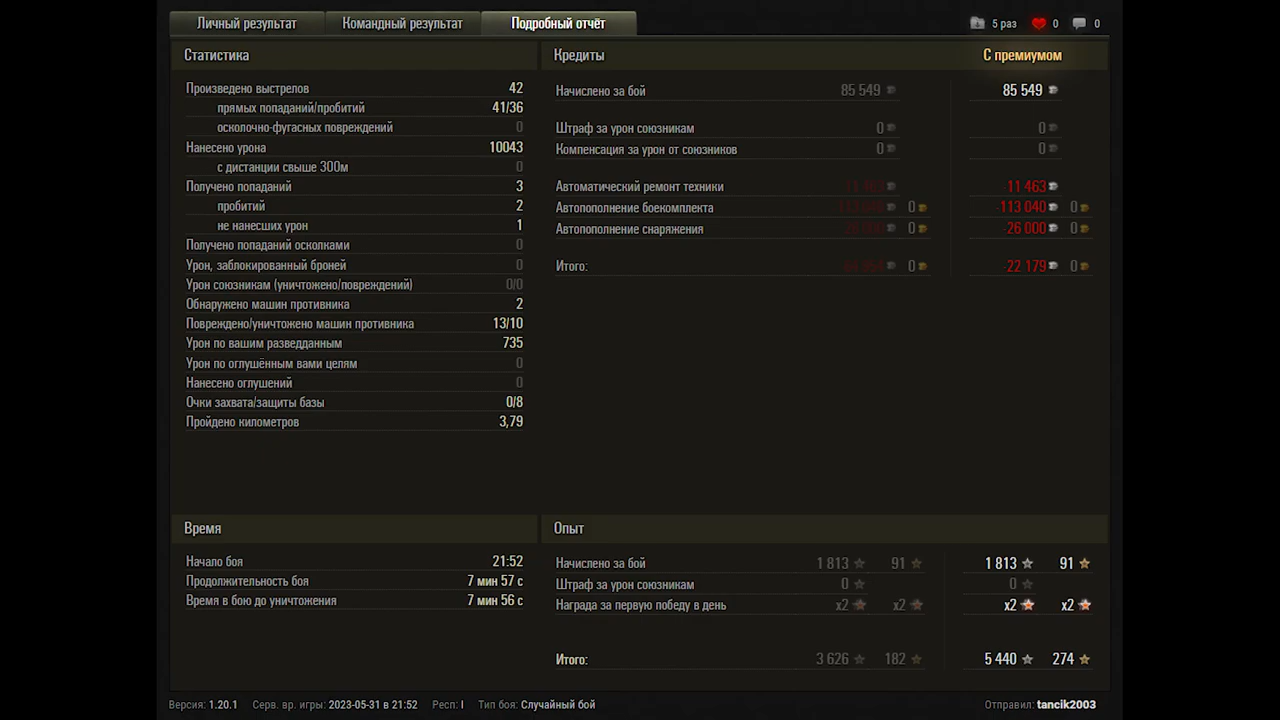 Личный результат Командный результат Подробный отчёт 5 раз 0 0
Статистика
Произведено выстрелов 42
прямых попаданий/пробитий 41/36
осколочно-фугасных повреждений 0
Нанесено урона 10043
с дистанции свыше 300м 0
Получено попаданий 3
пробитий 2
не нанесших урон 1
Получено попаданий осколками 0
Урон, заблокированный броней 0
Урон союзникам (уничтожено/повреждений) 0/0
Обнаружено машин противника 2
Повреждено/уничтожено машин противника 13/10
Урон по вашим разведданным 735
Урон по оглушённым вами целям 0
Нанесено оглушений 0
Очки захвата/защиты базы 0/8
Пройдено километров 3,79
Кредиты С премиумом
Начислено за бой 85 549 85 549
Штраф за урон союзникам 0 0
Компенсация за урон от союзников 0 0
Автоматический ремонт техники -11 463
Автопополнение боекомплекта 0 -113 040 0
Автопополнение снаряжения 0 -26 000 0
Итого: 0 -22 179 0
Время
Начало боя 21:52
Продолжительность боя 7 мин 57 с
Время в бою до уничтожения 7 мин 56 с
Опыт
Начислено за бой 1 813 91 1 813 91
Штраф за урон союзникам 0 0
Награда за первую победу в день x2 x2 x2 x2
Итого: 3 626 182 5 440 274
Версия: 1.20.1 Серв. вр. игры: 2023-05-31 в 21:52 Респ: I Тип боя: Случайный бой Отправил: tancik2003